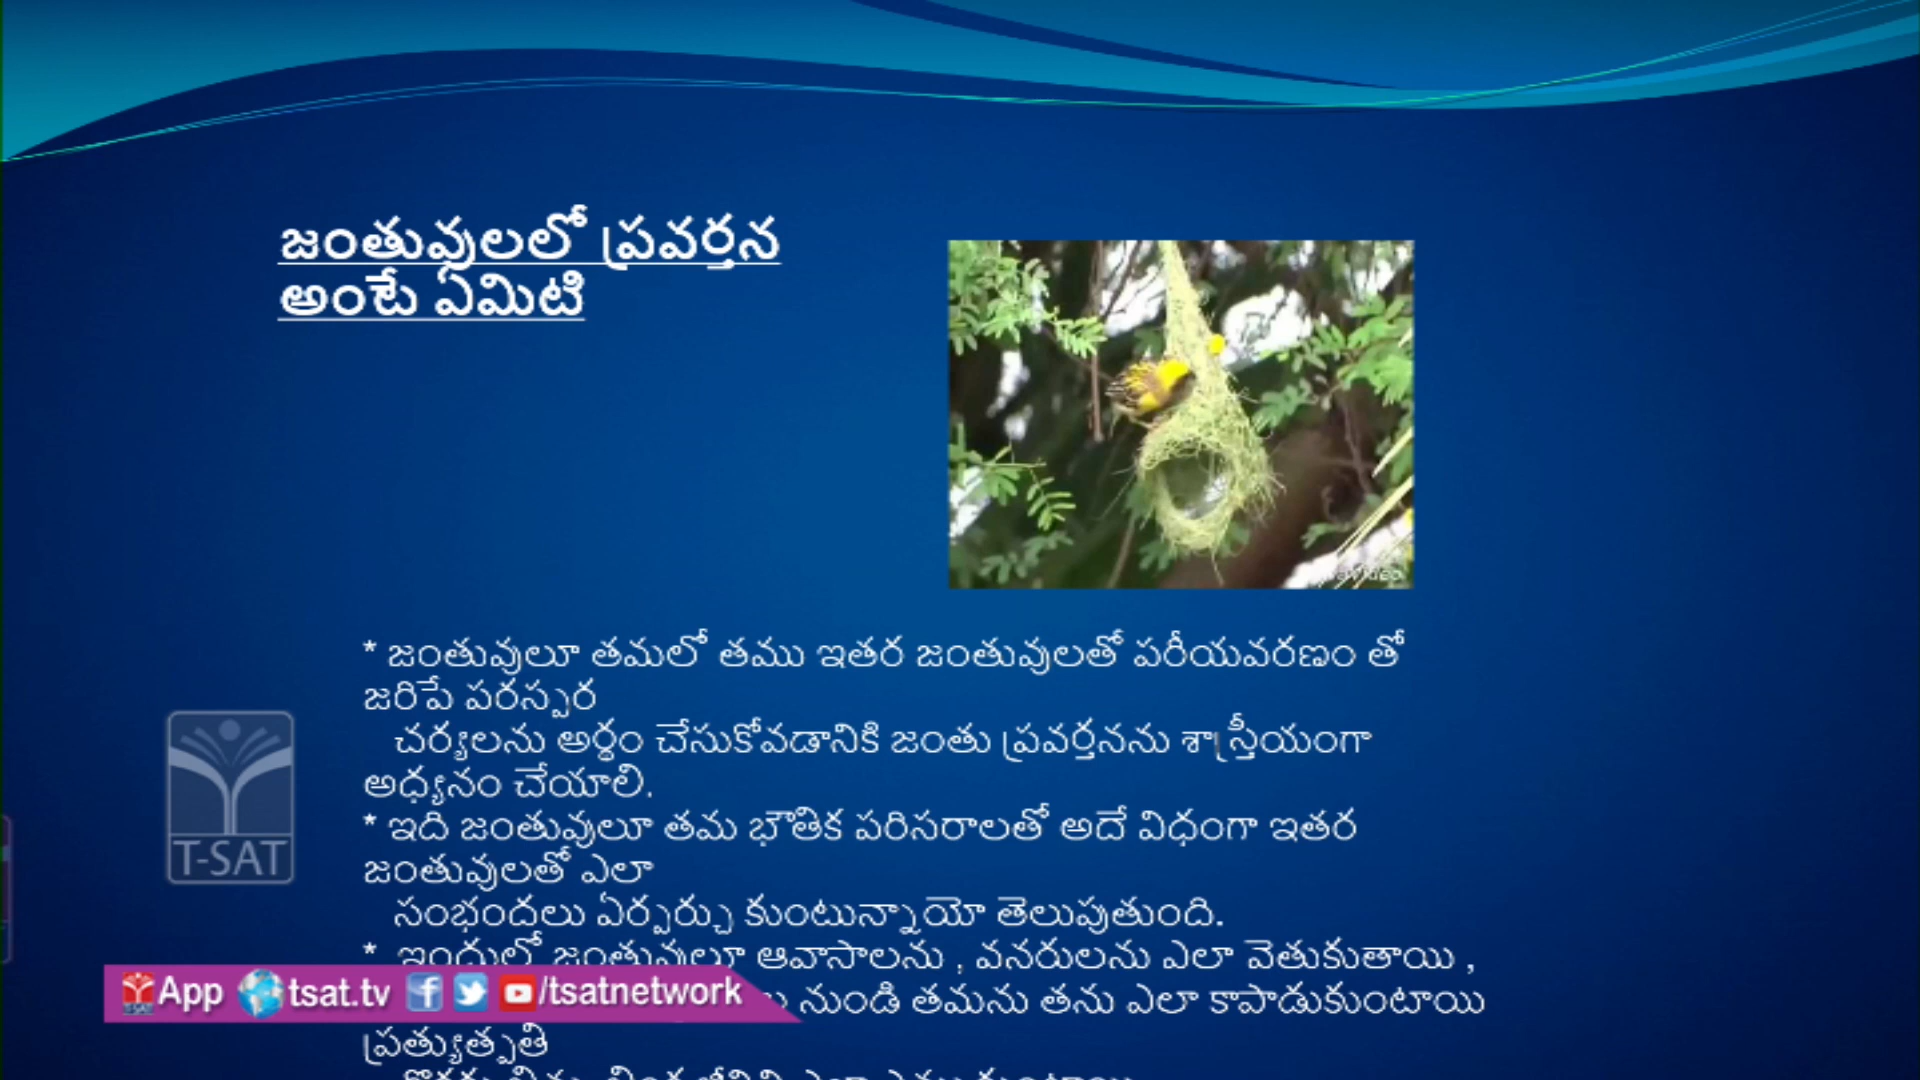 జంతువులలో ప్రవర్తన
అంటే ఏమిటి
* జంతువులూ తమలో తము ఇతర జంతువులతో పరీయవరణం తో
జరిపే పరస్పర
చర్యలను అర్ధం చేసుకోవడానికి జంతు ప్రవర్తనను శాస్త్రీయంగా
అధ్యనం చేయాలి.
* ఇది జంతువులూ తమ భౌతిక పరిసరాలతో అదే విధంగా ఇతర
జంతువులతో ఎలా
సంభందలు ఏర్పర్చు కుంటున్నాయో తెలుపుతుంది.
* ఇందులో జంతువులూ ఆవాసాలను , వనరులను ఎలా వెతుకుతాయి ,
నుండి తమను తను ఎలా కాపాడుకుంటాయి
ప్రత్యుత్పతి
T-SAT
App tsat.tv /tsatnetwork